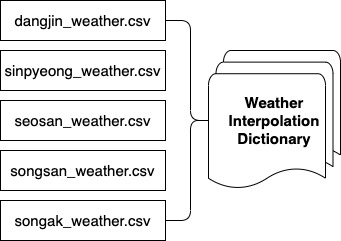 dangjin_weather.csv
sinpyeong_weather.csv
seosan_weather.csv
songsan_weather.csv
songak_weather.csv
Weather
Interpolation
Dictionary